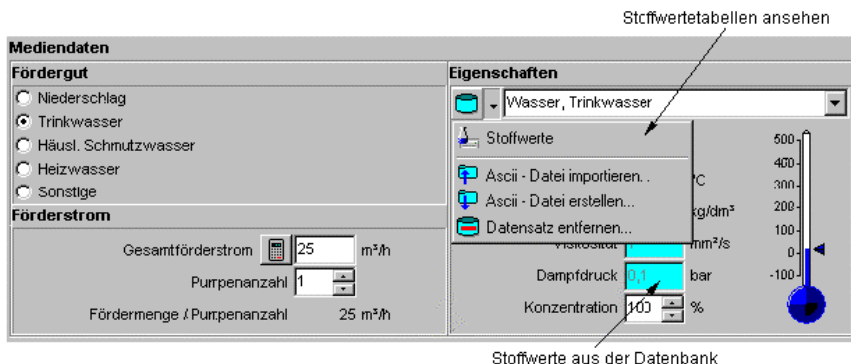 Stoffwertetabellen ansehen
Mediendaten
Fördergut
Niederschlag
Trinkwasser
Häusl. Schmutzwasser
Heizwasser
Sonstige
Förderstrom
Gesamtförderstrom 25 m³/h
Pumpenanzahl 1
Fördermenge / Pumpenanzahl 25 m³/h
Eigenschaften
Wasser, Trinkwasser
Stoffwerte
Ascii - Datei importieren...
Ascii - Datei erstellen...
Datensatz entfernen...
°C
kg/dm³
Viskosität 1 mm²/s
Dampfdruck 0,1 bar
Konzentration 100 %
500
400
300
200
100
0
-100
Stoffwerte aus der Datenbank